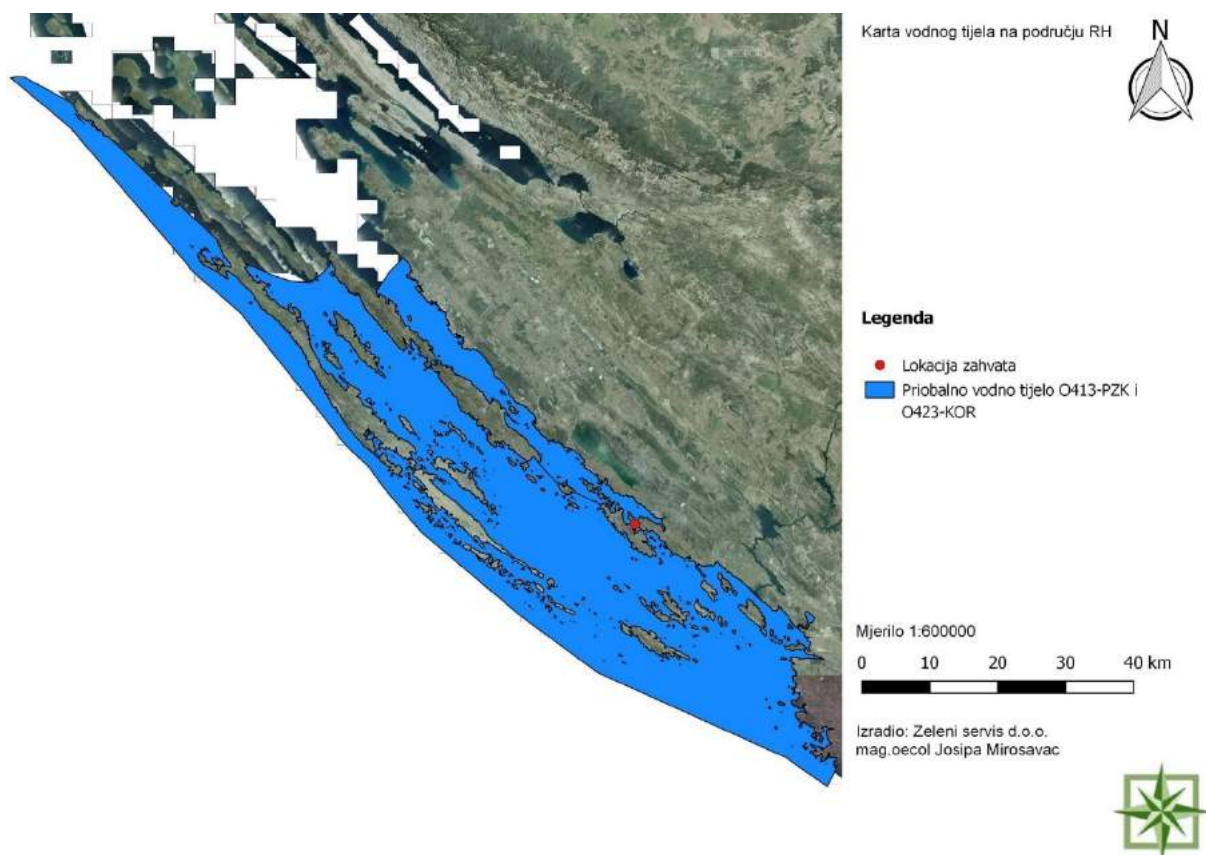 Karta vodnog tijela na području RH
N
Legenda
Lokacija zahvata
Priobalno vodno tijelo O413-PZK i
O423-KOR
Mjerilo 1:600000
0 10 20 30 40 km
Izradio: Zeleni servis d.o.o.
mag.oecol Josipa Mirosavac